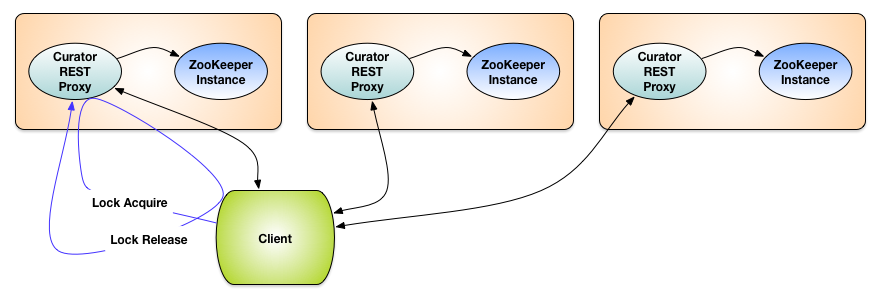 Curator
REST
Proxy
ZooKeeper
Instance
Curator
REST
Proxy
ZooKeeper
Instance
Curator
REST
Proxy
ZooKeeper
Instance
Lock Acquire
Lock Release
Client